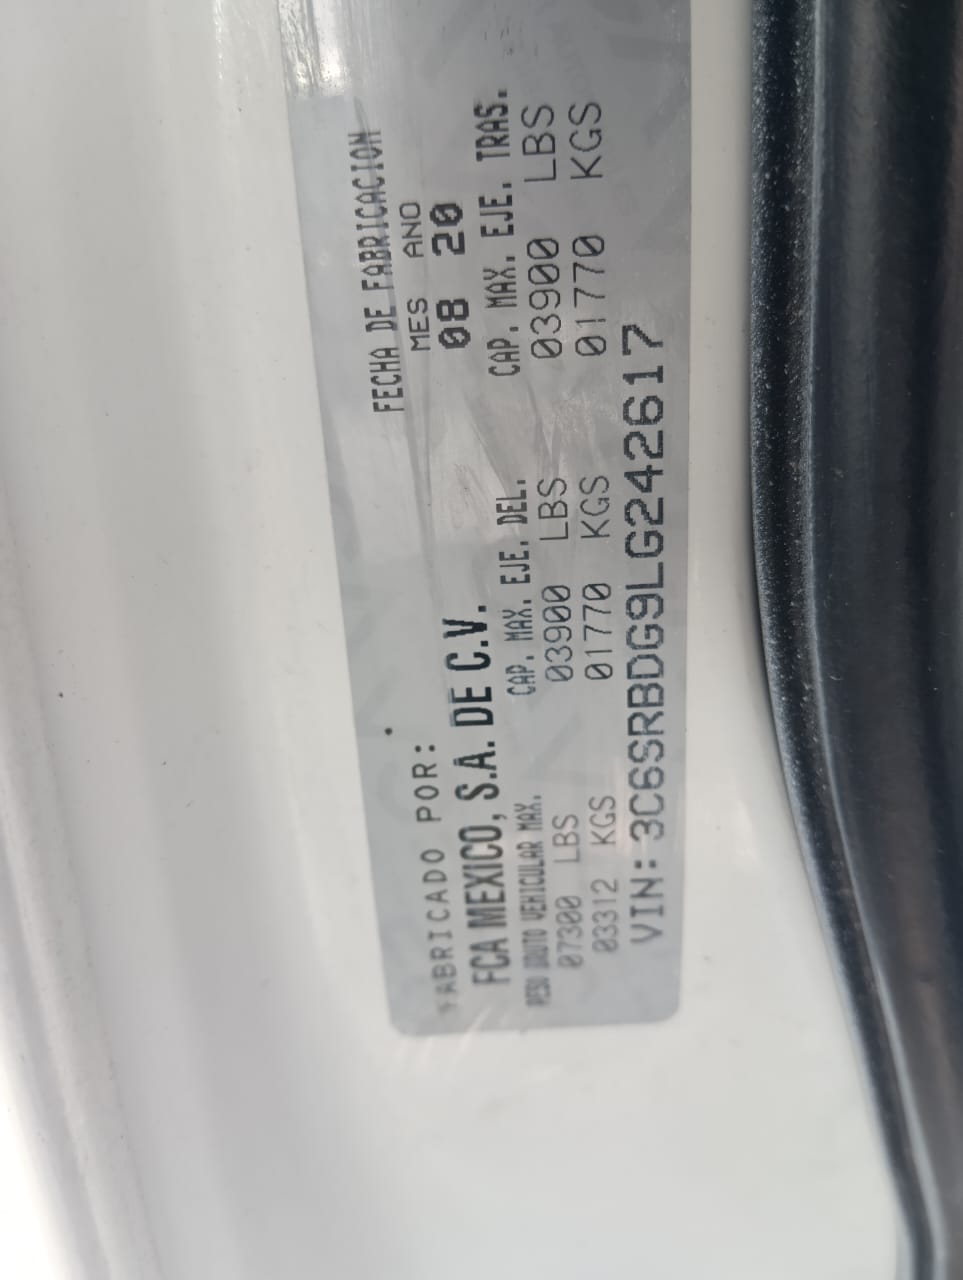 FABRICADO POR:
FCA MEXICO, S.A. DE C.V.
FECHA DE FABRICACION
MES ANO
08 20
PESO BRUTO VEHICULAR MAX.
07300 LBS
03312 KGS
CAP. MAX. EJE. DEL.
03900 LBS
01770 KGS
CAP. MAX. EJE. TRAS.
03900 LBS
01770 KGS
VIN:3C6SRBDG9LG242617